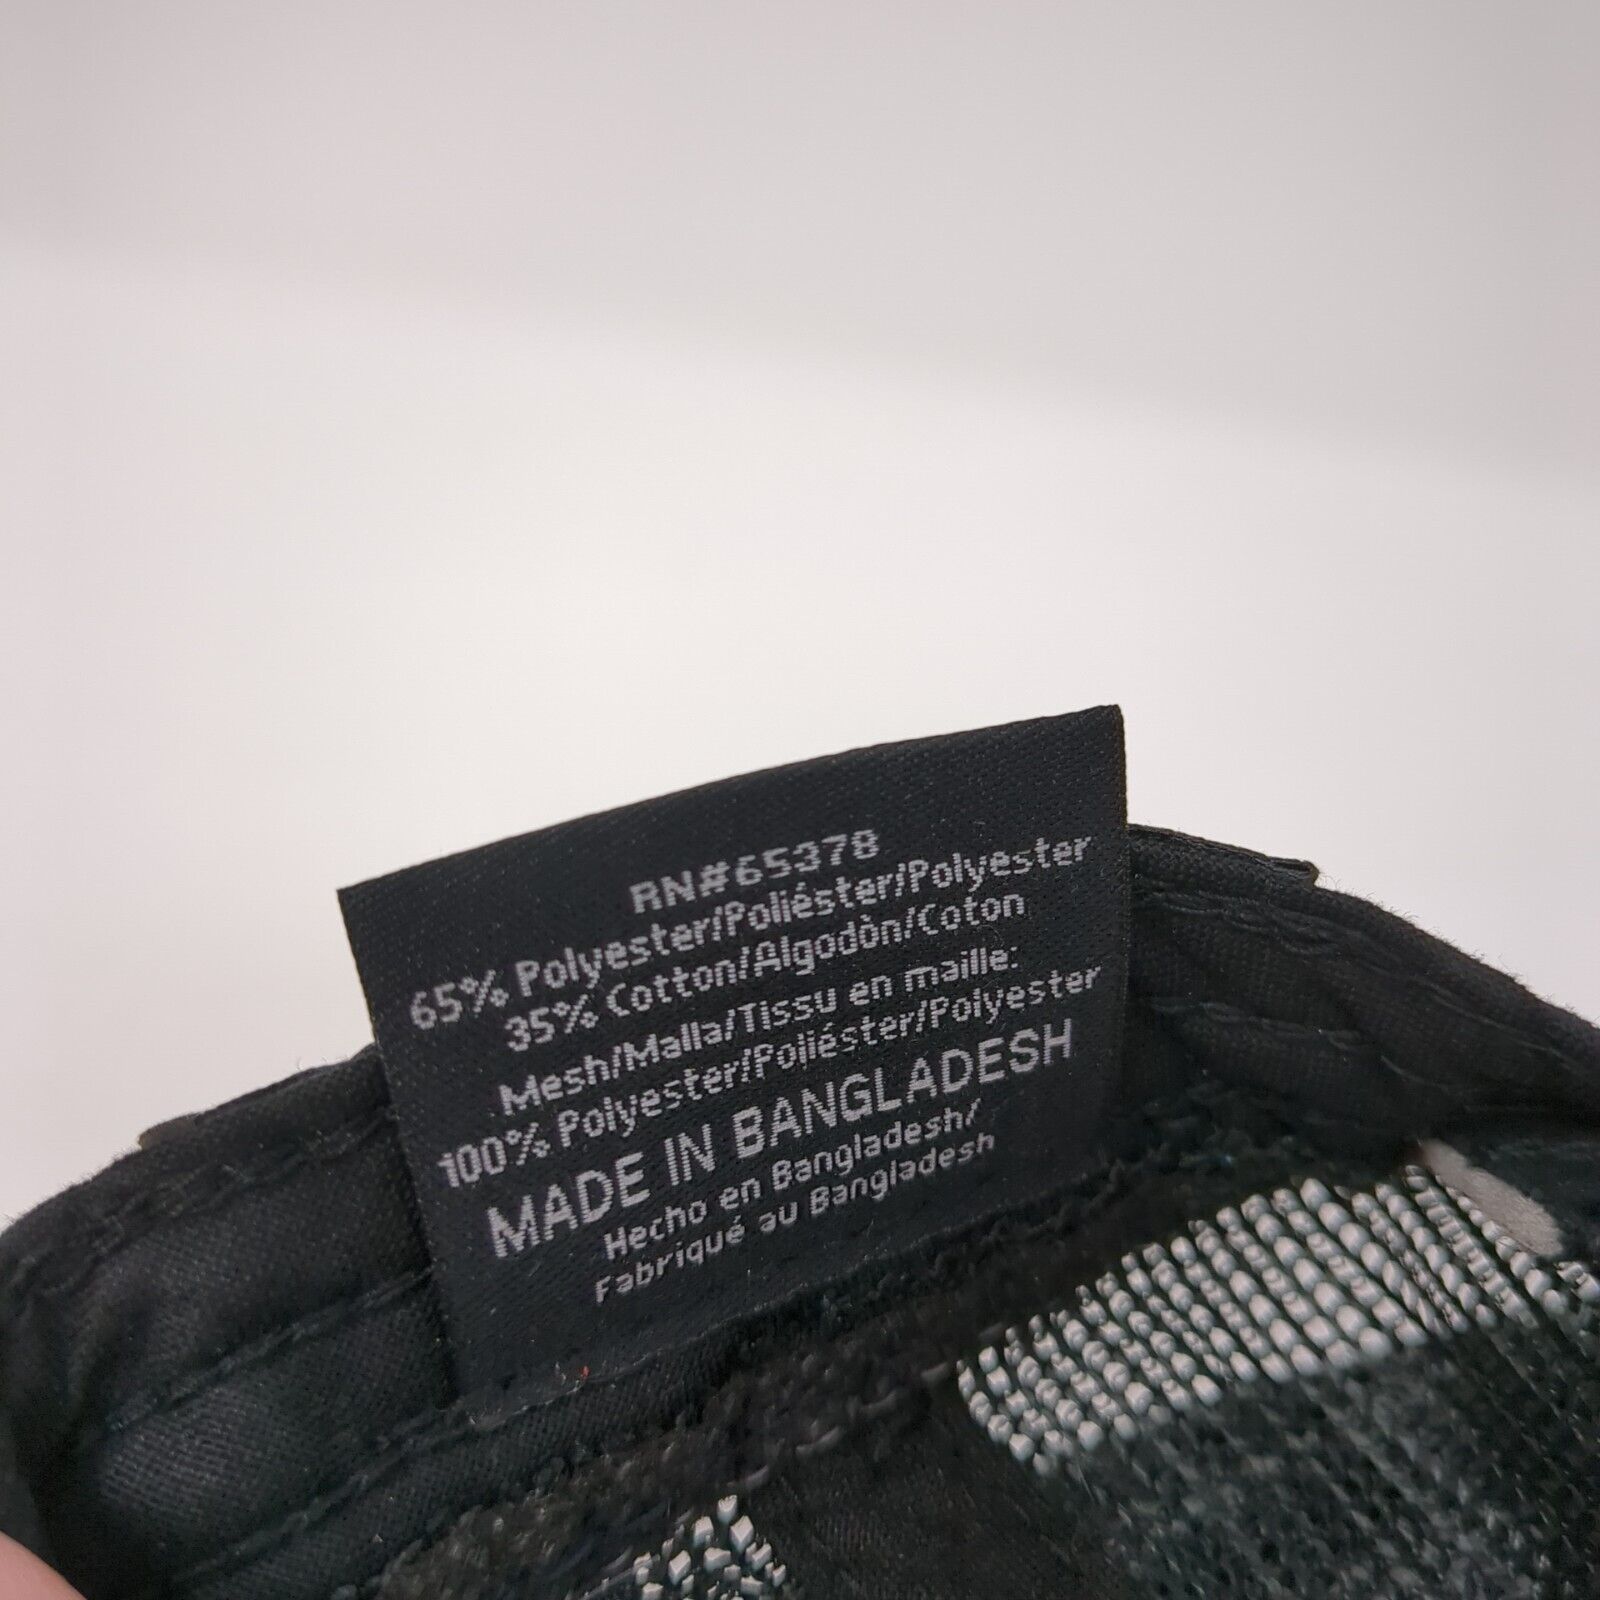 RN#65378
65% Polyester/Poliéster/Polyester
35% Cotton/Algodòn/Coton
Mesh/Malla/Tissu en maille:
100% Polyester/Poliéster/Polyester
MADE IN BANGLADESH
Hecho en Bangladesh/
Fabriqué au Bangladesh